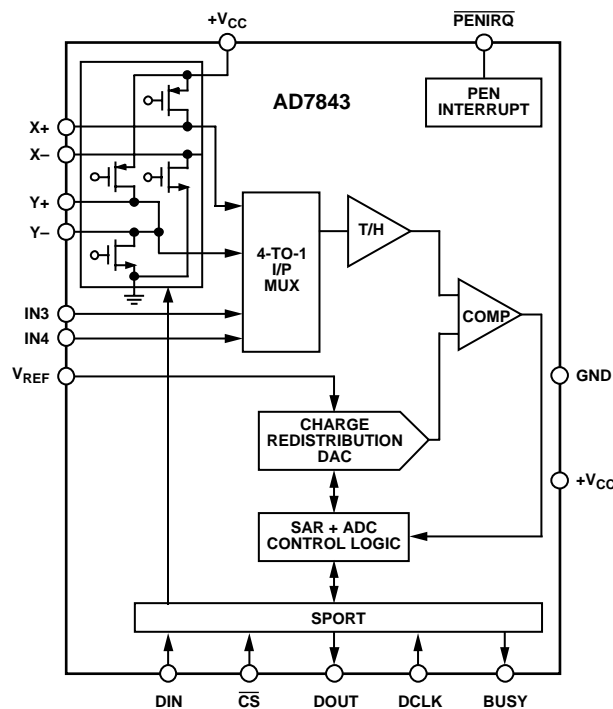 +VCC
PENIRQ
AD7843
PEN
INTERRUPT
X+
X–
Y+
Y–
4-TO-1
I/P
MUX
T/H
COMP
IN3
IN4
VREF
GND
CHARGE
REDISTRIBUTION
DAC
+VCC
SAR + ADC
CONTROL LOGIC
SPORT
DIN
CS
DOUT
DCLK
BUSY